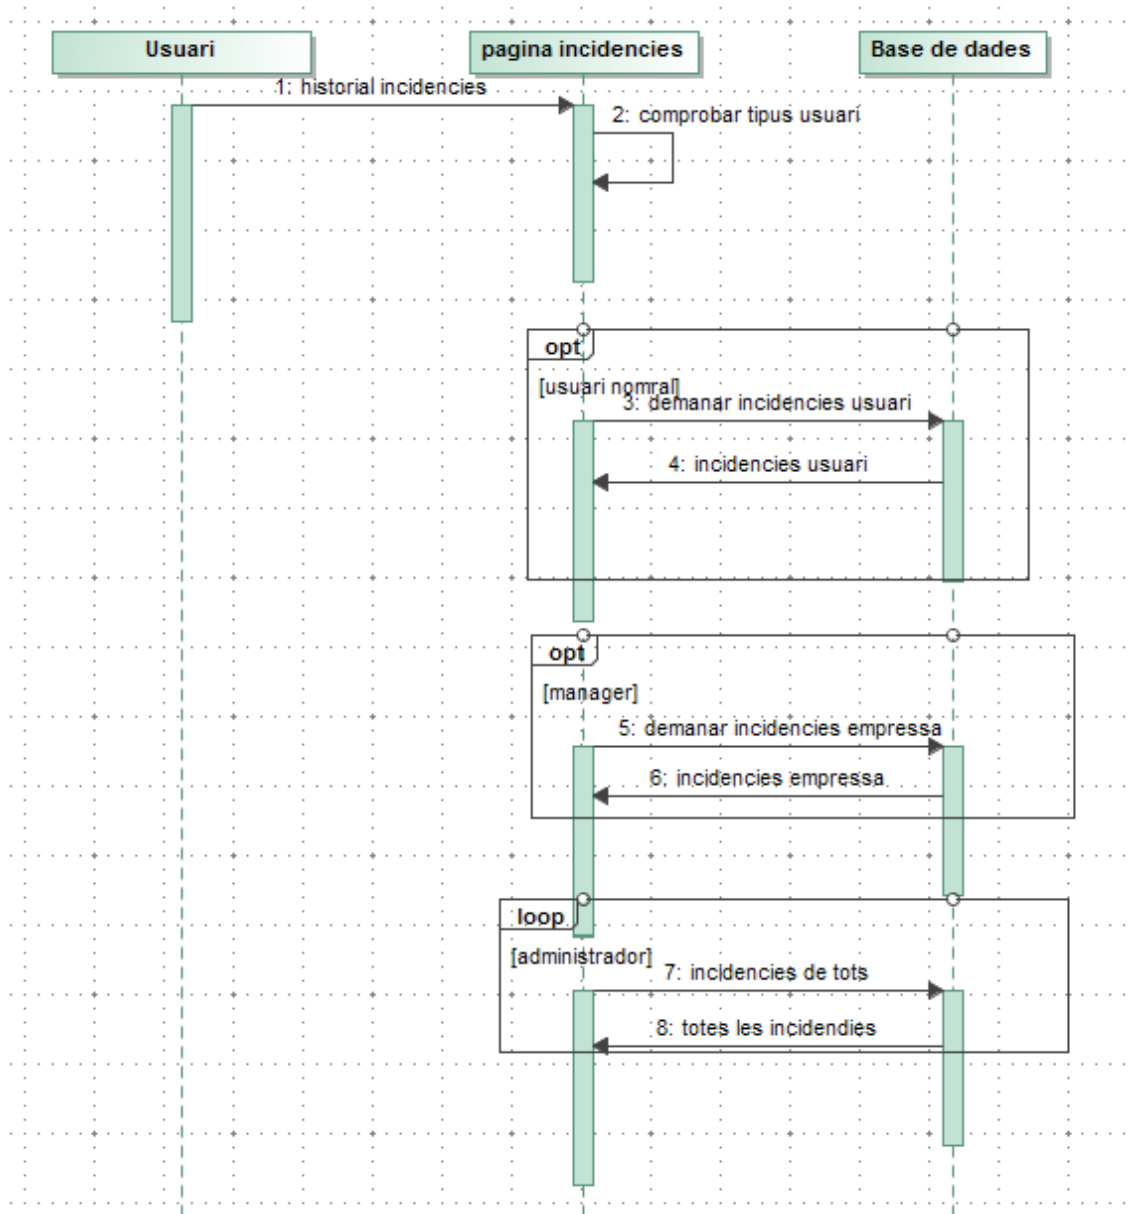 Usuari
pagina incidencies
Base de dades
1: historial incidencies
2: comprobar tipus usuari
opt
[usuari nomral]
3: demanar incidencies usuari
4: incidencies usuari
opt
[manager]
5: demanar incidencies empressa
6: incidencies empressa
loop
[administrador]
7: incidencies de tots
8: totes les incidendies